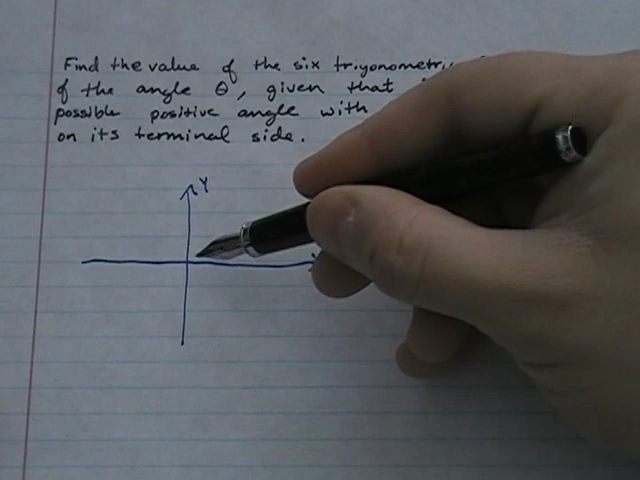 Find the value of the six
of the angle θ, given that
possible positive angle with
on its terminal side.
Y